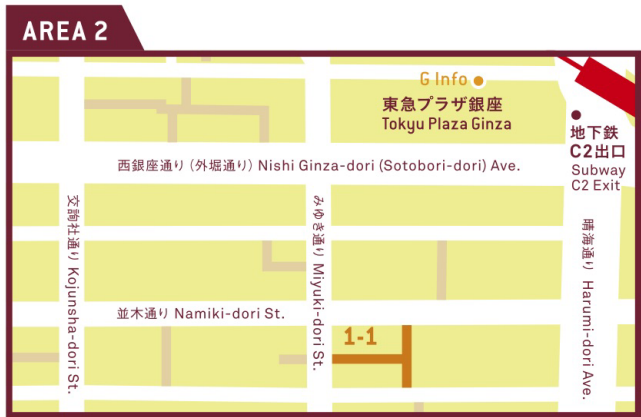 AREA 2
G Info
東急プラザ銀座
Tokyu Plaza Ginza
地下鉄
C2出口
Subway
C2 Exit
西銀座通り (外堀通り) Nishi Ginza-dori (Sotobori-dori) Ave.
交詢社通り Kojunsha-dori St.
みゆき通り Miyuki-dori St.
晴海通り Harumi-dori Ave.
並木通り Namiki-dori St.
1-1